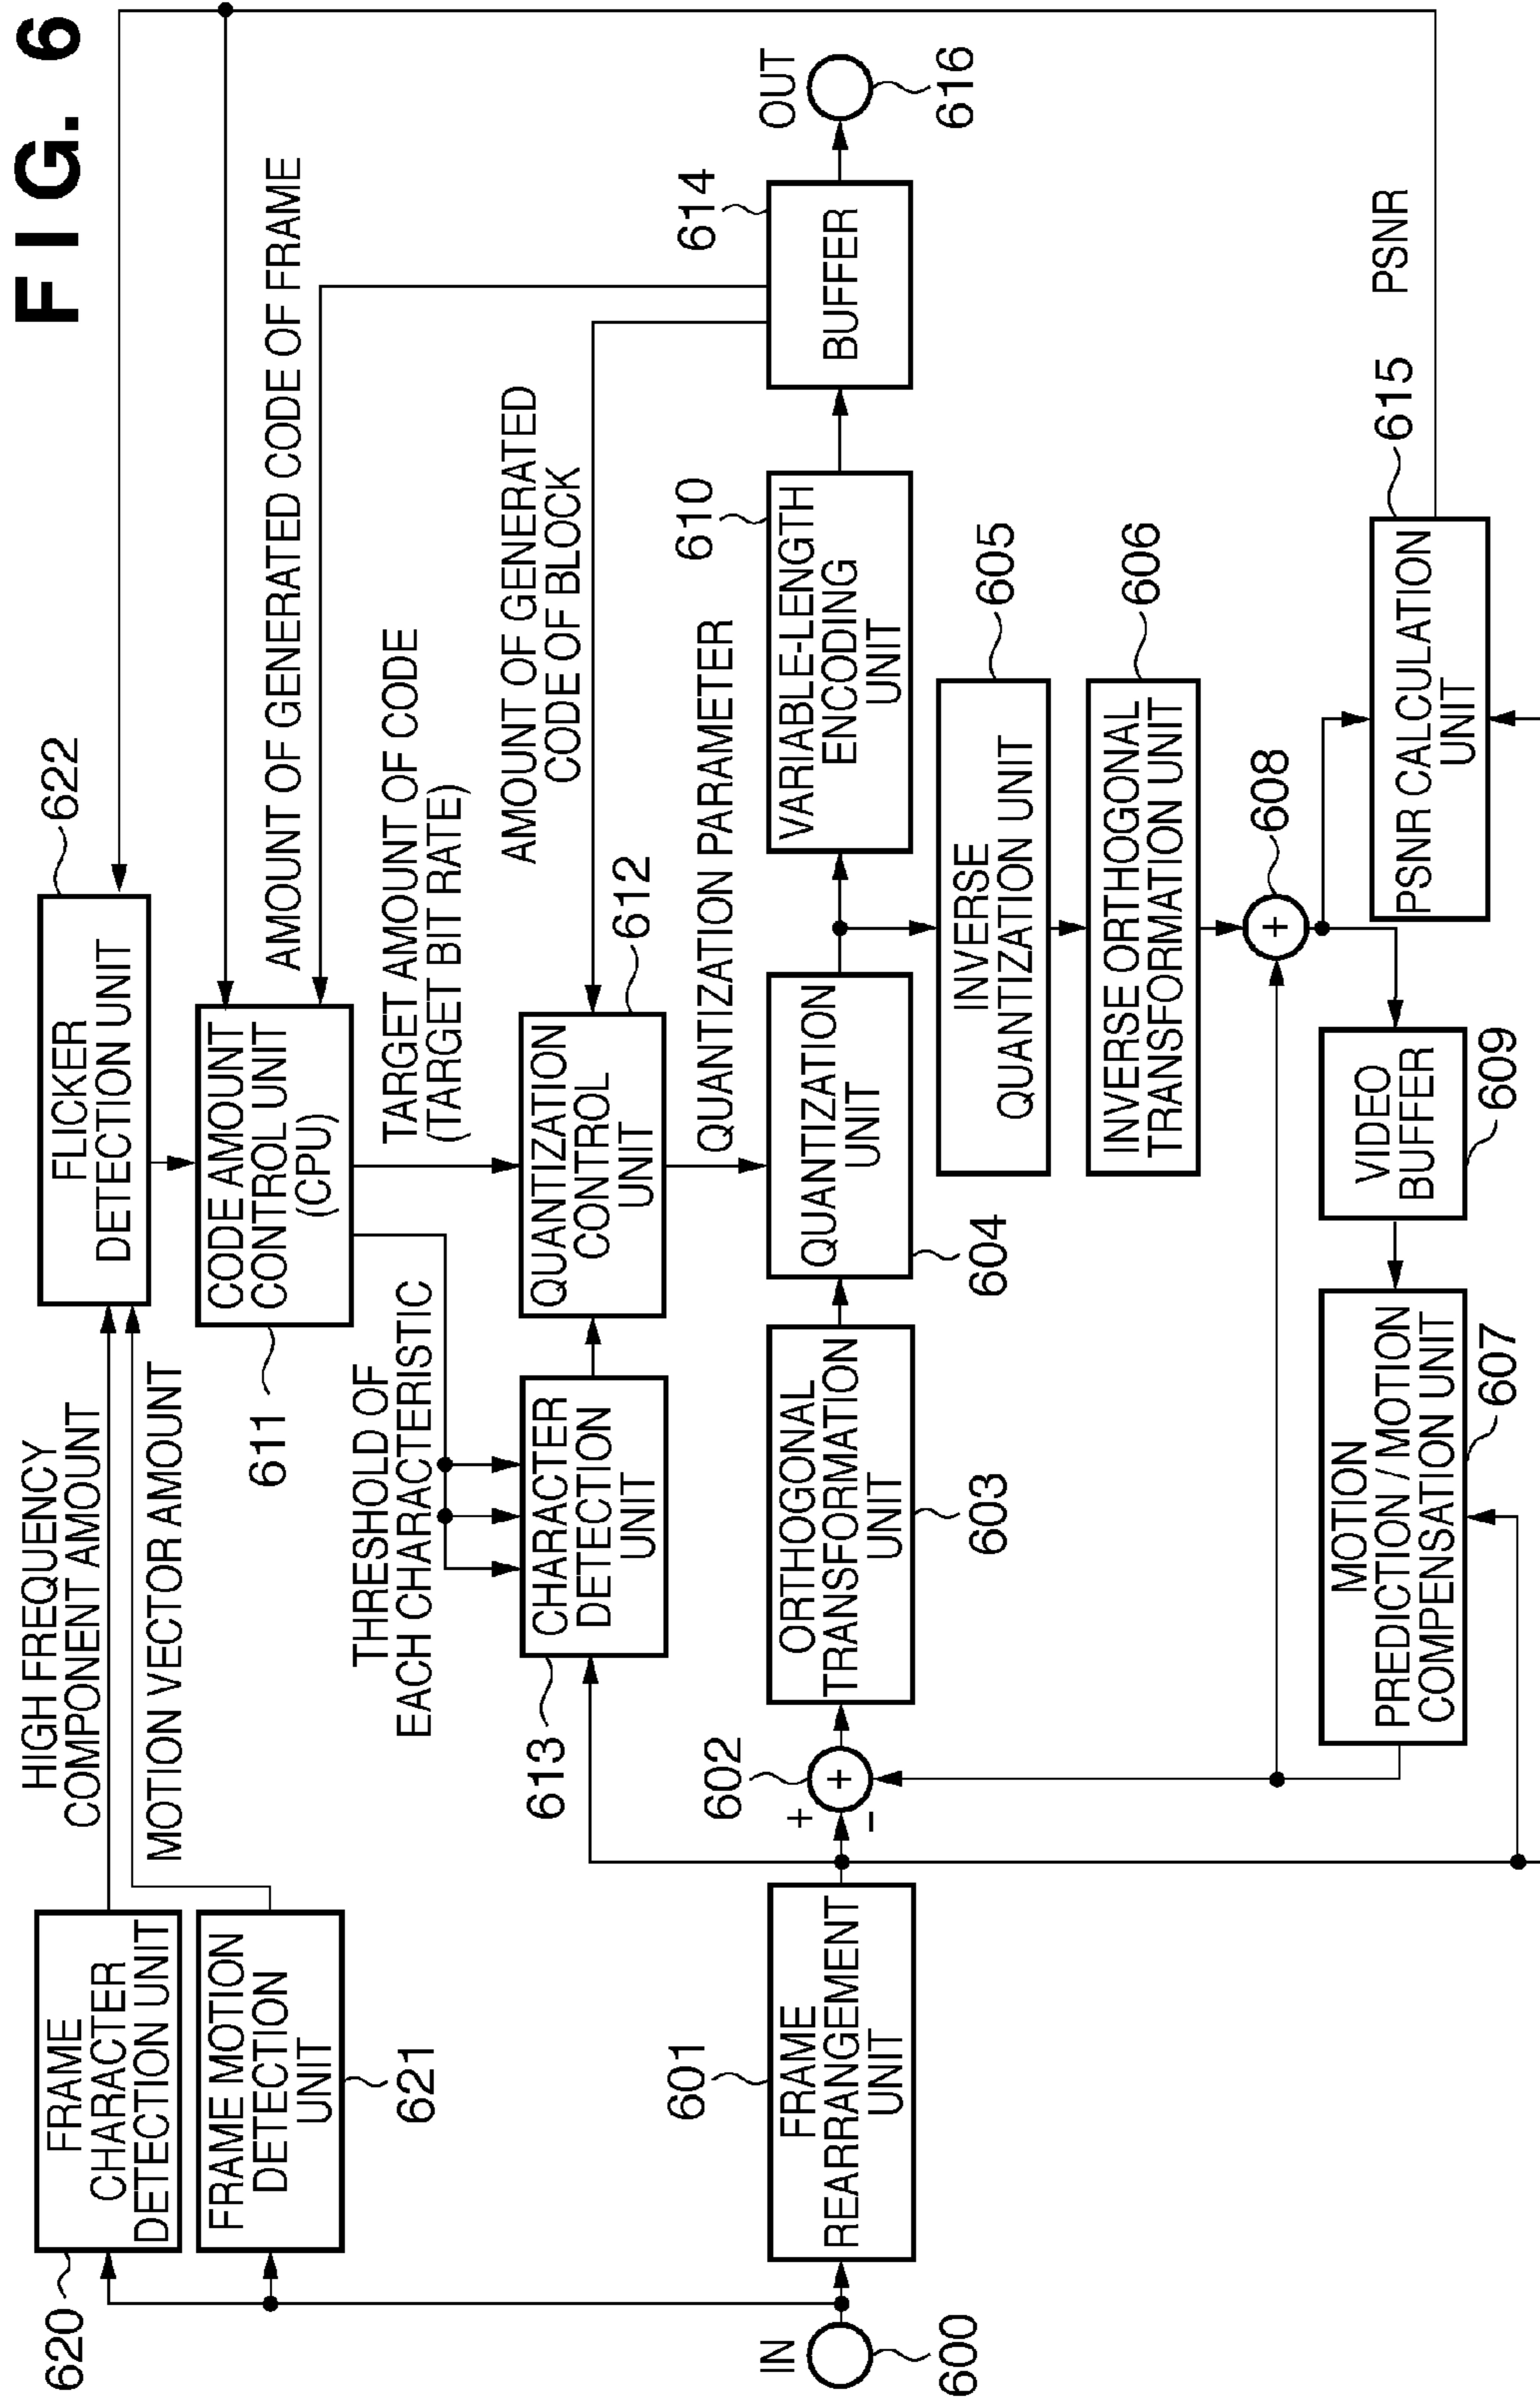 FIG. 6
HIGH FREQUENCY
COMPONENT AMOUNT
MOTION VECTOR AMOUNT
620
FRAME
CHARACTER
DETECTION UNIT
FRAME MOTION
DETECTION
UNIT
621
FLICKER
DETECTION UNIT
622
CODE AMOUNT
CONTROL UNIT
(CPU)
611
AMOUNT OF GENERATED CODE OF FRAME
THRESHOLD OF
EACH CHARACTERISTIC
TARGET AMOUNT OF CODE
(TARGET BIT RATE)
AMOUNT OF GENERATED
CODE OF BLOCK
613
CHARACTER
DETECTION
UNIT
QUANTIZATION
CONTROL
UNIT
612
QUANTIZATION PARAMETER
IN
600
601
FRAME
REARRANGEMENT
UNIT
602
+
+
−
ORTHOGONAL
TRANSFORMATION
UNIT
603
QUANTIZATION
UNIT
604
610
VARIABLE-LENGTH
ENCODING
UNIT
614
BUFFER
OUT
616
INVERSE
QUANTIZATION UNIT
605
INVERSE ORTHOGONAL
TRANSFORMATION UNIT
606
+
608
MOTION
PREDICTION / MOTION
COMPENSATION UNIT
607
VIDEO
BUFFER
609
PSNR CALCULATION
UNIT
615
PSNR